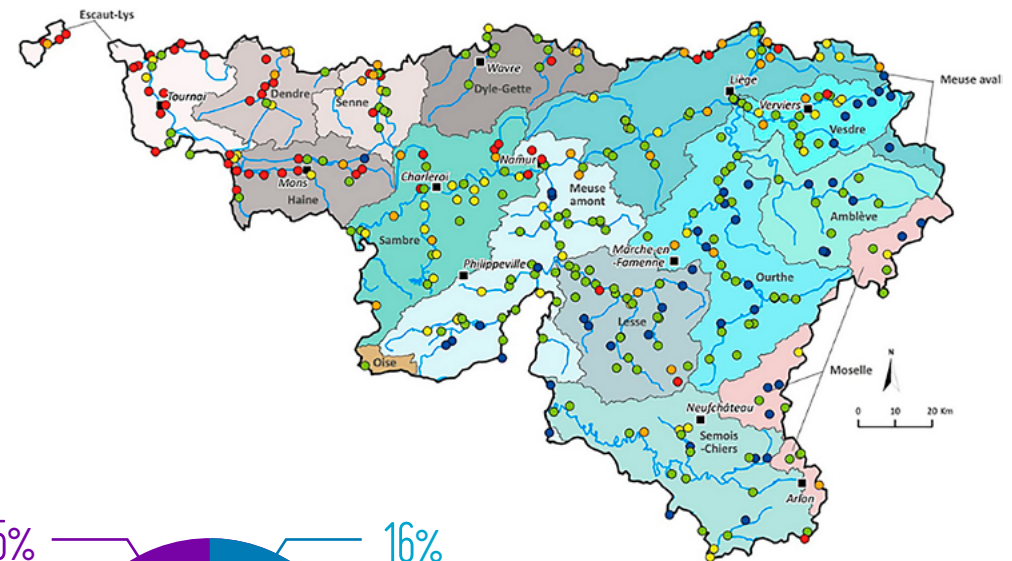 Escaut-Lys
Tournai
Dendre
Senne
Wavre
Dyle-Gette
Liège
Verviers
Vesdre
Meuse aval
Mons
Haine
Charleroi
Namur
Meuse
amont
Amblève
Sambre
Philippeville
Marche-en
-Famenne
Ourthe
Lesse
Oise
Moselle
N
0 10 20 Km
Neufchâteau
Semois
-Chiers
Arlon
5%
16%